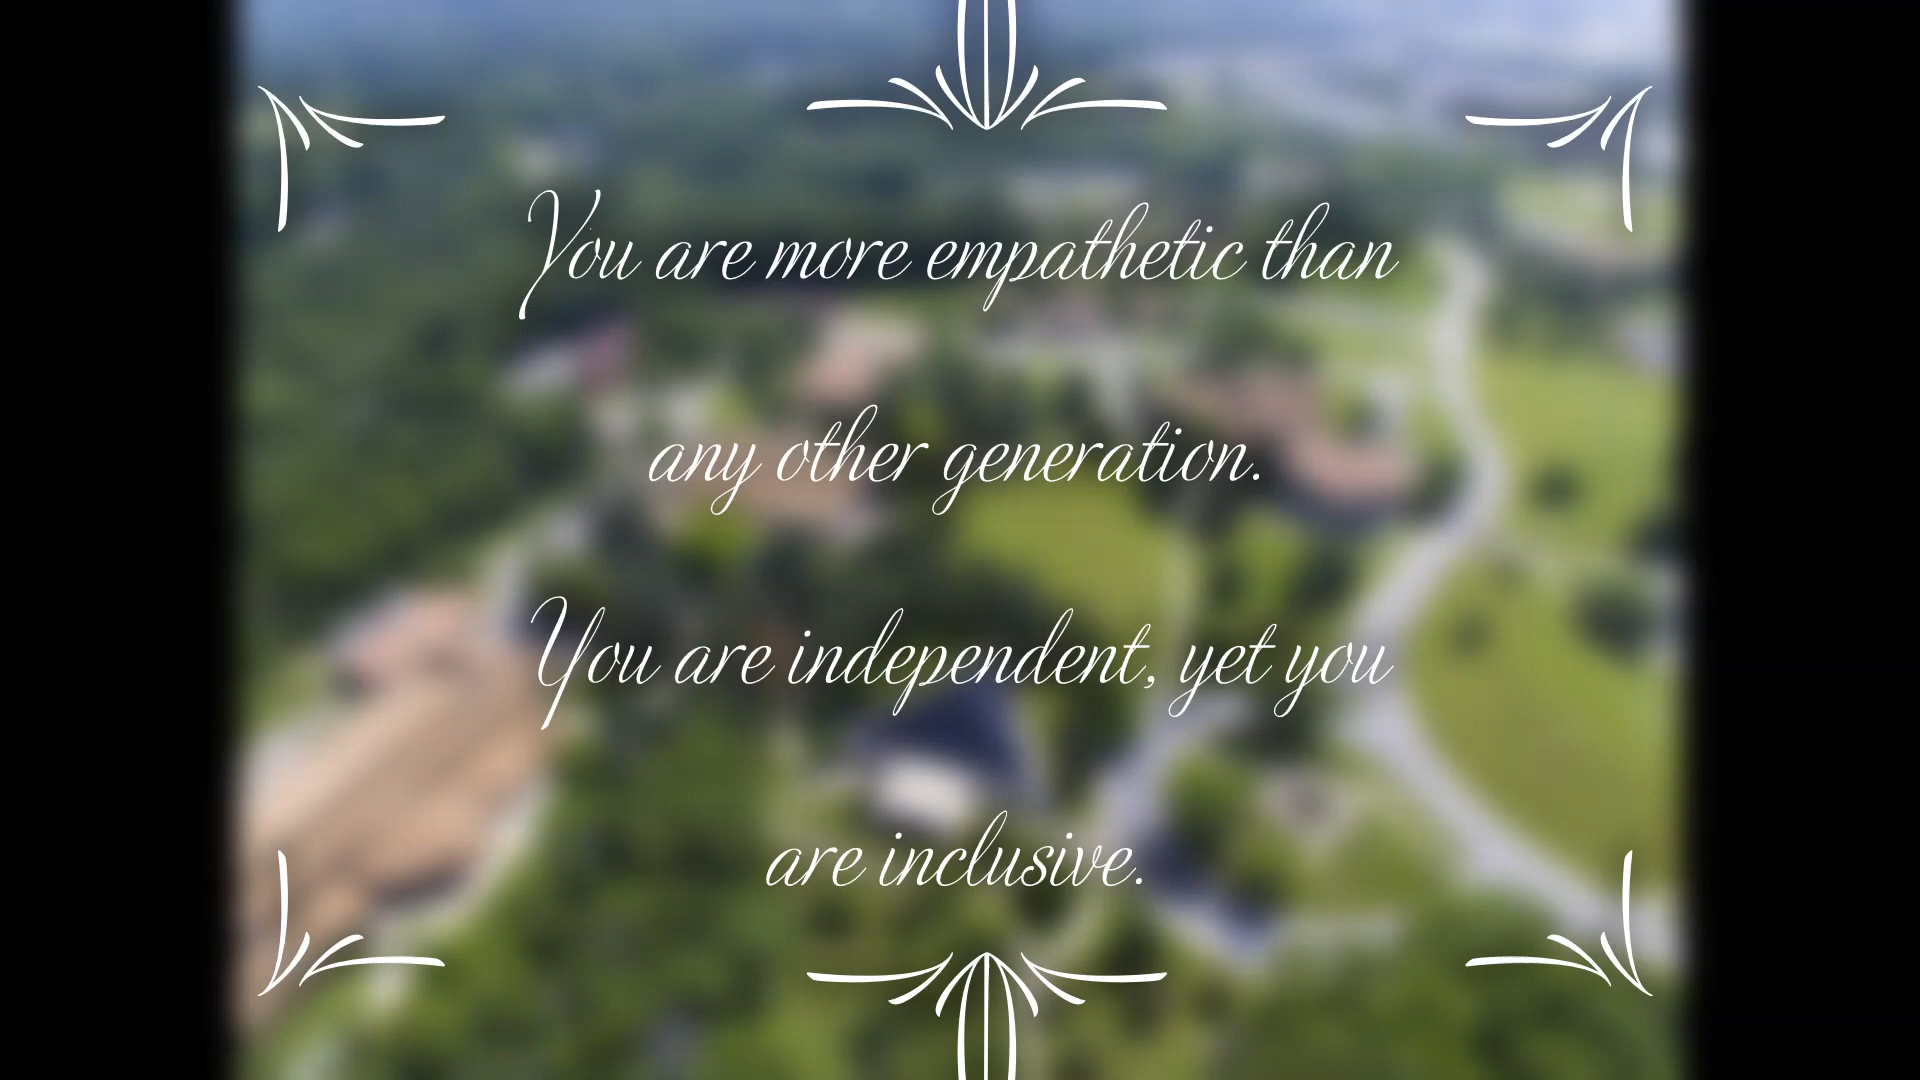 You are more empathetic than
any other generation.
You are independent, yet you
are inclusive.